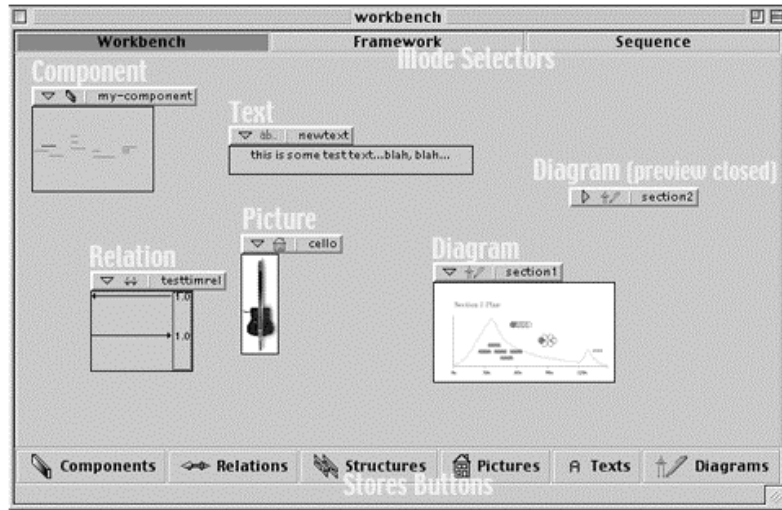 workbench
Workbench Framework Sequence
Mode Selectors
Component
my-component
Text
ab.. newtext
this is some test text...blah, blah...
Diagram (preview closed)
section2
Picture
cello
Relation
testtimrel
1.0
1.0
Diagram
section1
Section 1 Plan
Components Relations Structures Pictures A Texts Diagrams
Stores Buttons